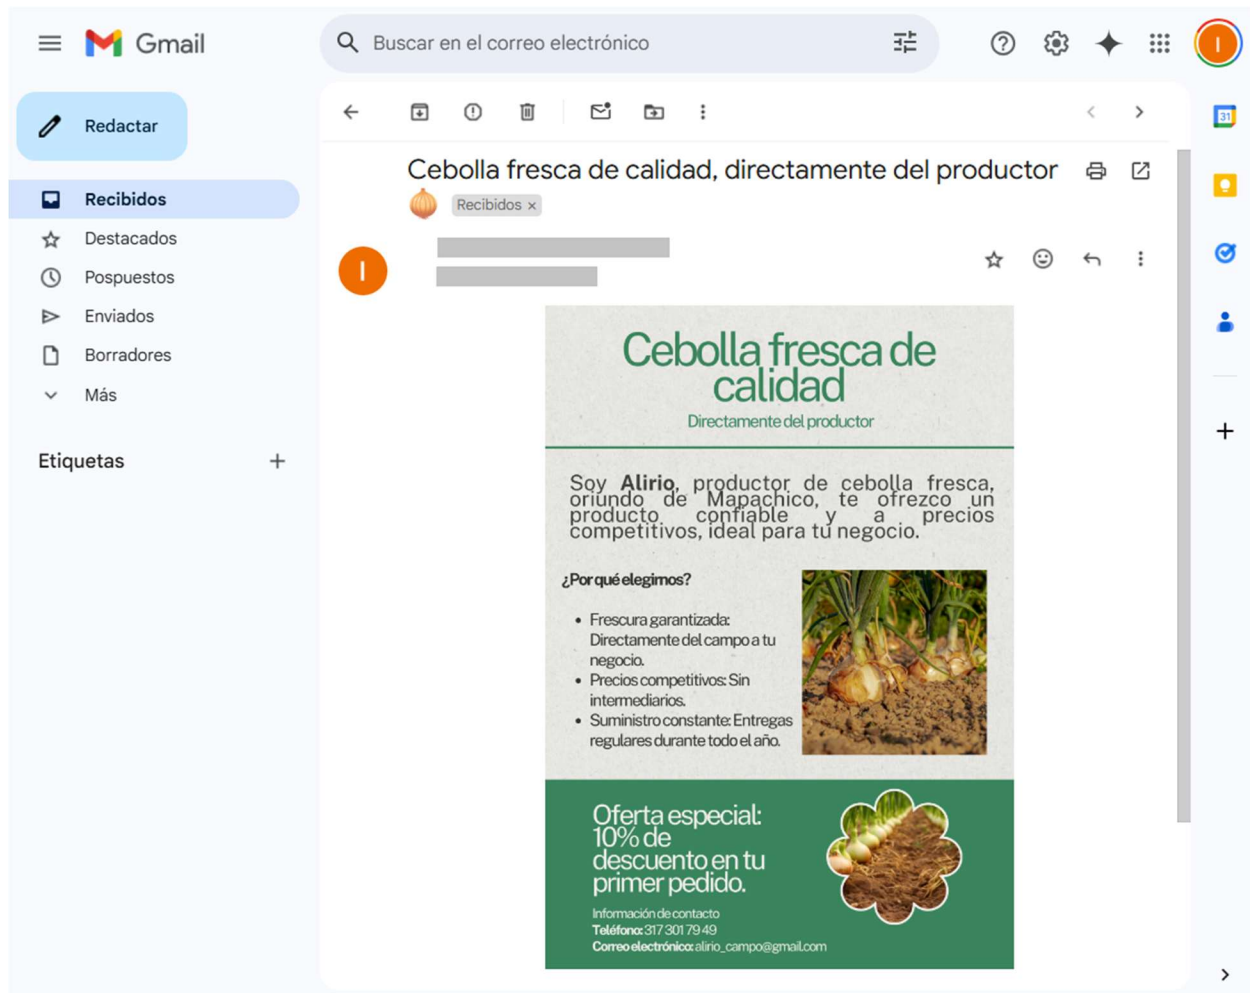 Gmail
Buscar en el correo electrónico
I
Redactar
Recibidos
Destacados
Pospuestos
Enviados
Borradores
Más
Etiquetas
31
Cebolla fresca de calidad, directamente del productor
Recibidos ×
I
Cebolla fresca de
calidad
Directamente del productor
Soy Alirio, productor de cebolla fresca,
oriundo de Mapachico, te ofrezco un
producto confiable y a precios
competitivos, ideal para tu negocio.
¿Por qué elegirnos?
• Frescura garantizada:
Directamente del campo a tu
negocio.
• Precios competitivos: Sin
intermediarios.
• Suministro constante: Entregas
regulares durante todo el año.
Oferta especial:
10% de
descuento en tu
primer pedido.
Información de contacto
Teléfono: 317 301 79 49
Correo electrónico: alirio_campo@gmail.com